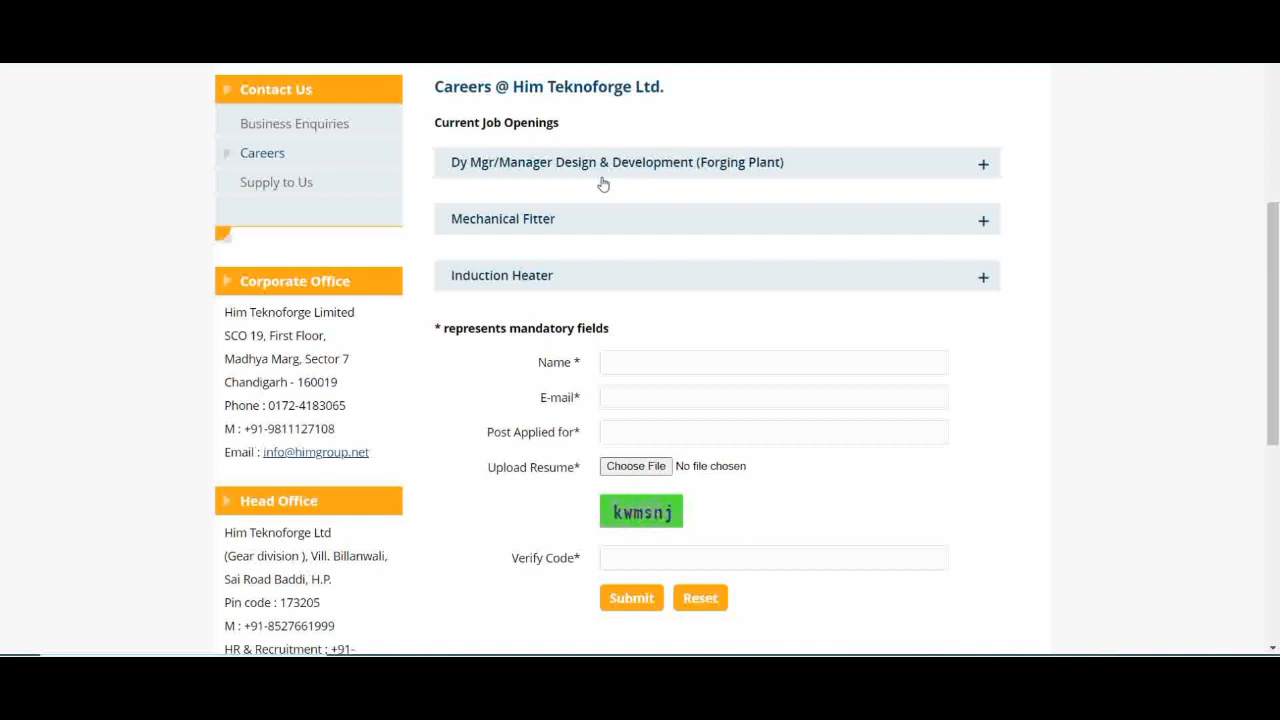 Contact Us
Business Enquiries
Careers
Supply to Us
Corporate Office
Him Teknoforge Limited
SCO 19, First Floor,
Madhya Marg, Sector 7
Chandigarh - 160019
Phone : 0172-4183065
M : +91-9811127108
Email : info@himgroup.net
Head Office
Him Teknoforge Ltd
(Gear division ), Vill. Billanwali,
Sai Road Baddi, H.P.
Pin code : 173205
M : +91-8527661999
HR & Recruitment : +91-
Careers @ Him Teknoforge Ltd.
Current Job Openings
Dy Mgr/Manager Design & Development (Forging Plant) +
Mechanical Fitter +
Induction Heater +
* represents mandatory fields
Name *
E-mail*
Post Applied for*
Upload Resume* Choose File No file chosen
kwmsnj
Verify Code*
Submit Reset